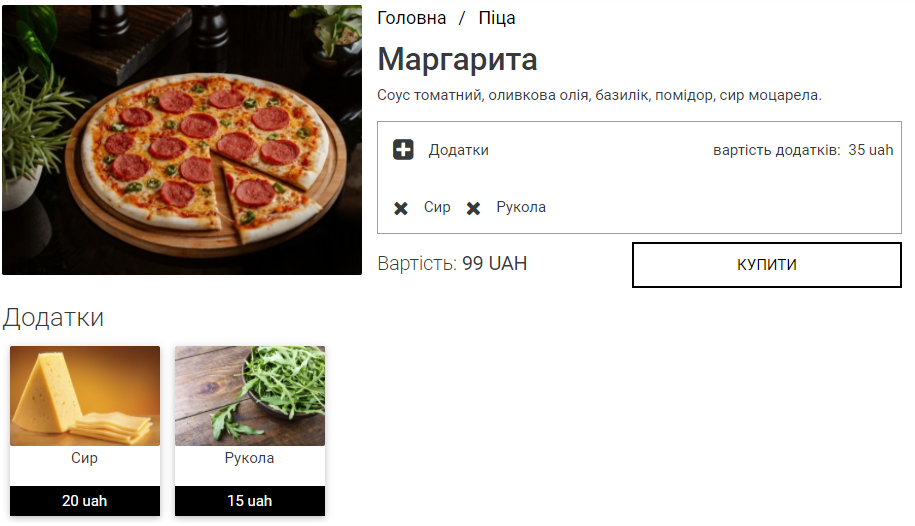 Головна / Піца
Маргарита
Соус томатний, оливкова олія, базилік, помідор, сир моцарела.
Додатки вартість додатків: 35 uah
Сир Рукола
Вартість: 99 UAH КУПИТИ
Додатки
Сир Рукола
20 uah 15 uah